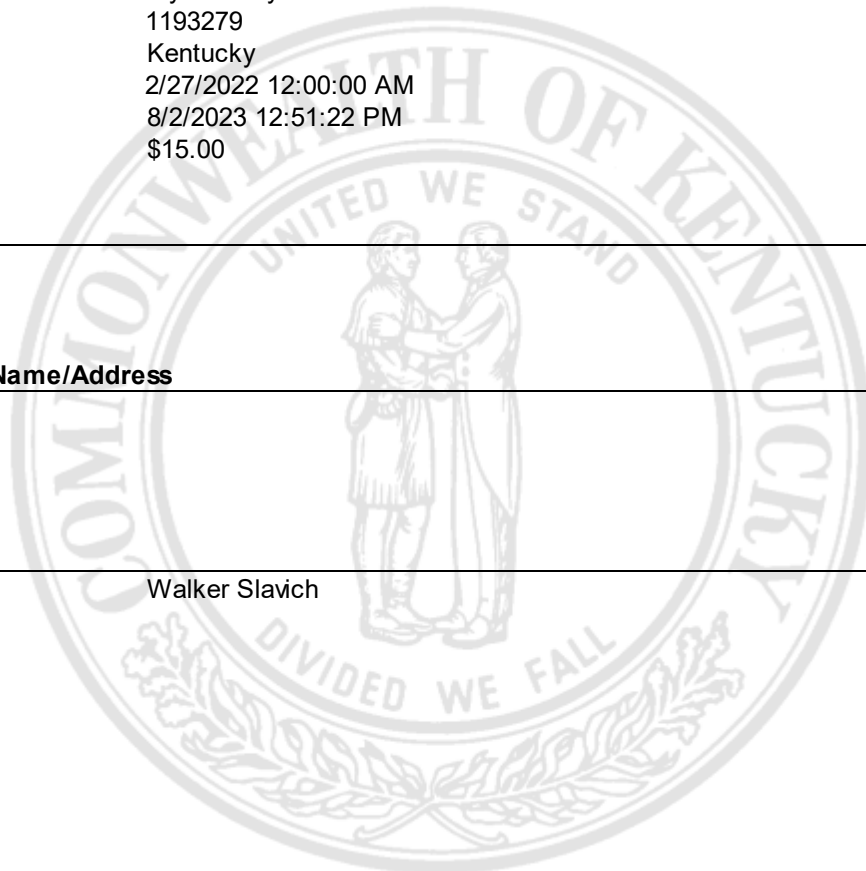 1193279
Kentucky
2/27/2022 12:00:00 AM
8/2/2023 12:51:22 PM
$15.00
COMMONWEALTH OF KENTUCKY
UNITED WE STAND
Name/Address
Walker Slavich
DIVIDED WE FALL